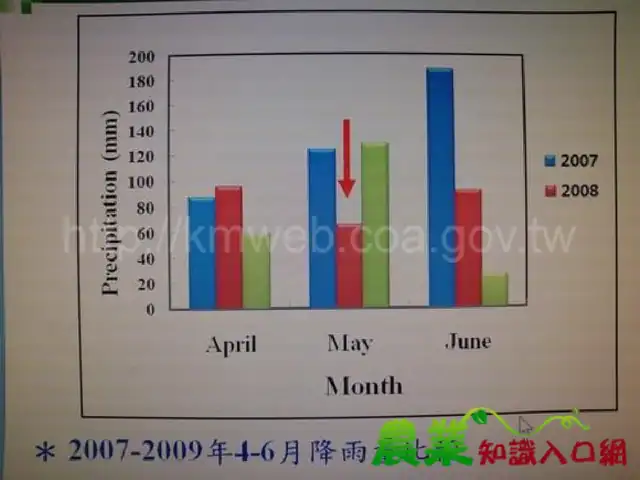 200
180
160
140
120
100
80
60
40
20
0
Precipitation (mm)
April May June
Month
2007
2008
http://kmweb.coa.gov.tw
* 2007-2009年4-6月降雨
農業知識入口網